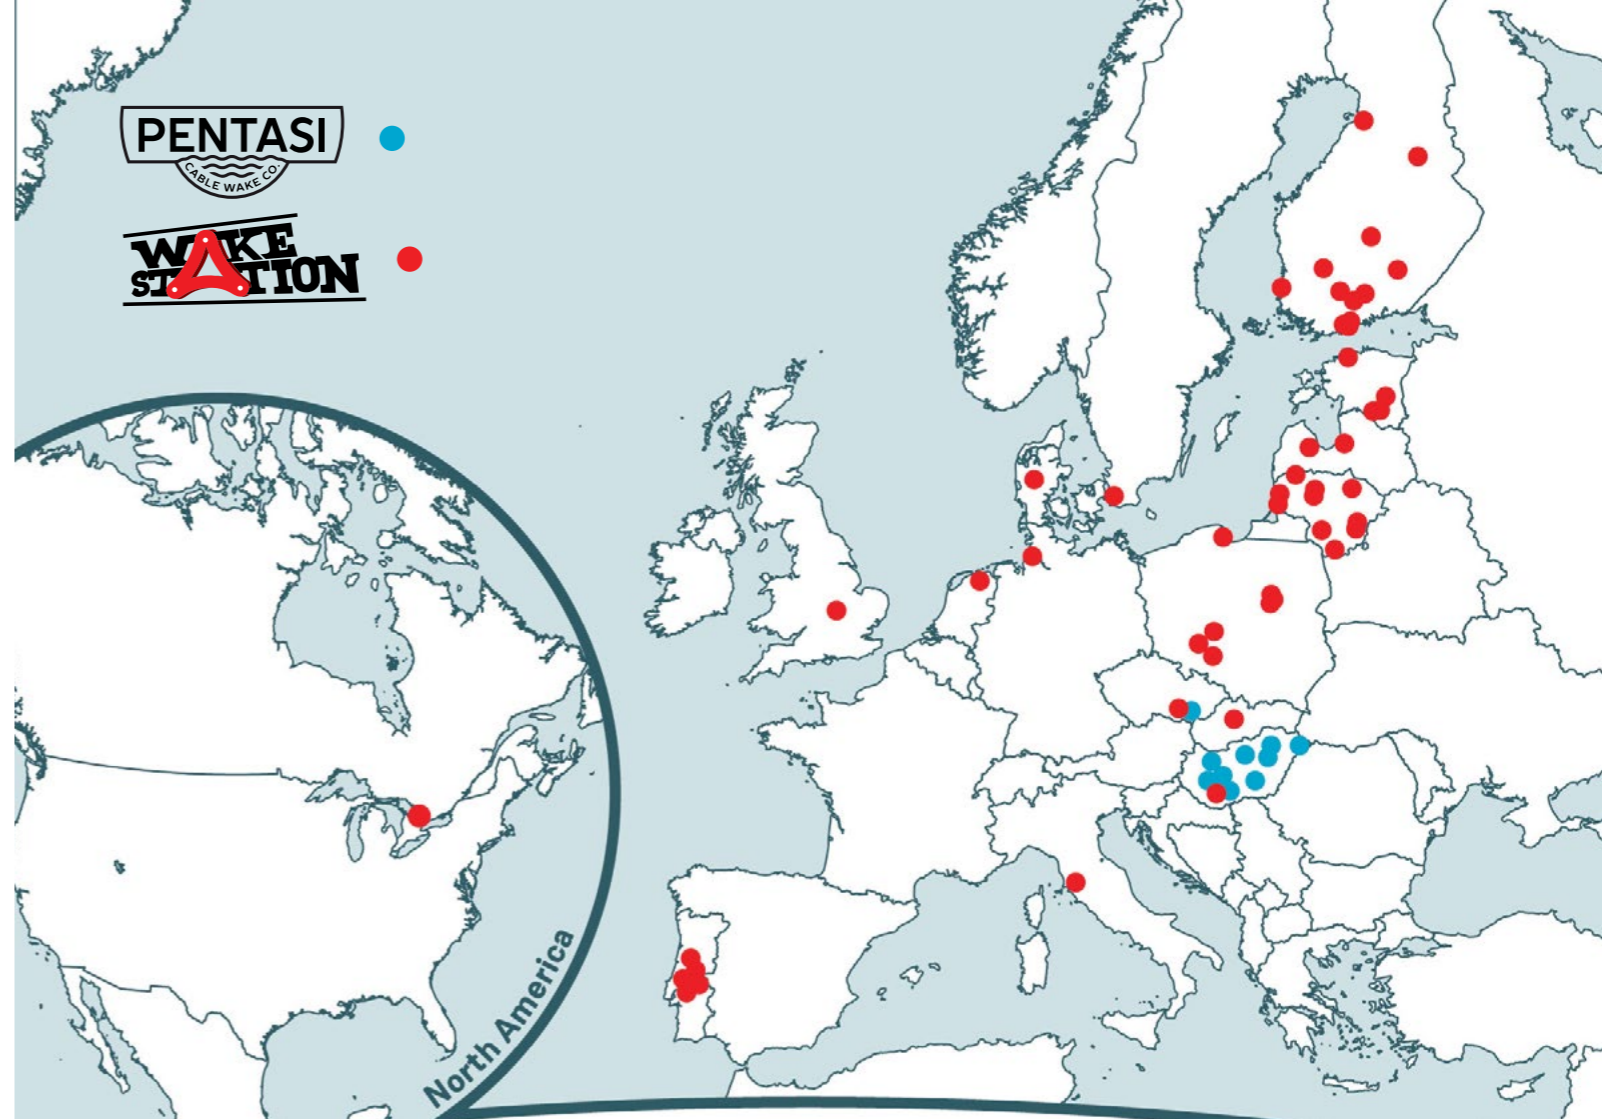 PENTASI
CABLE WAKE CO.
WAKE
STATION
North America